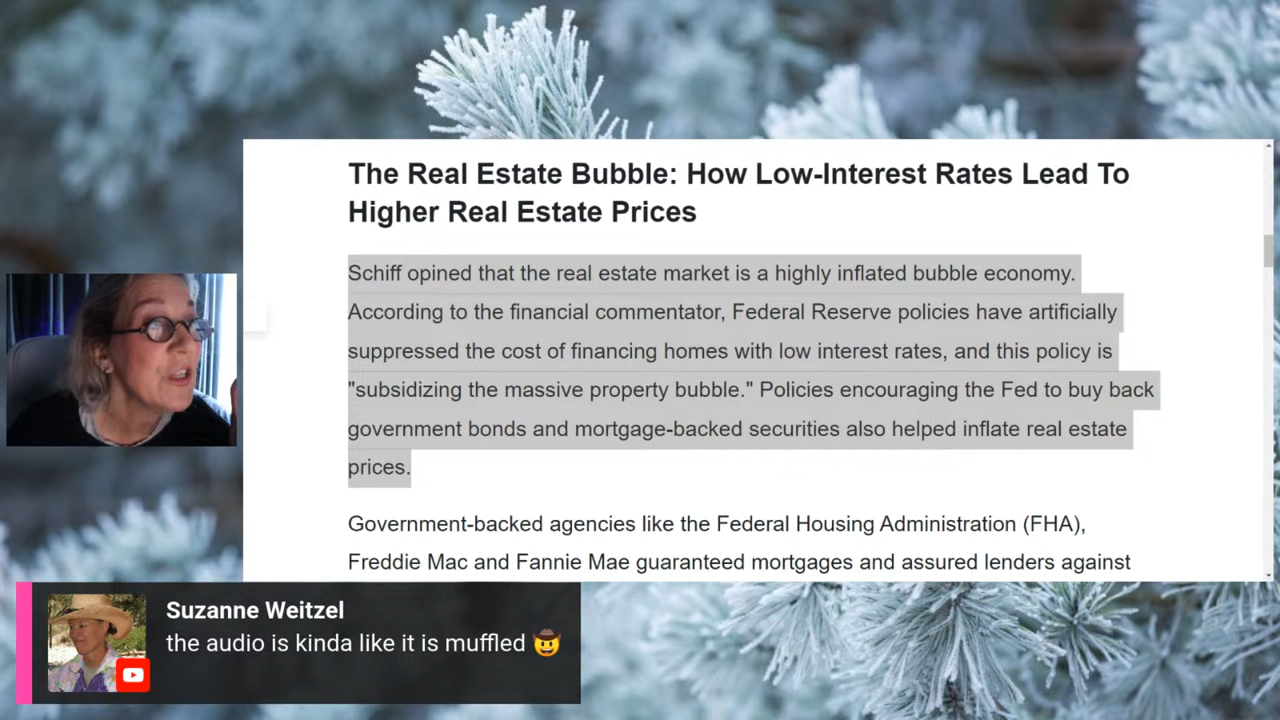 The Real Estate Bubble: How Low-Interest Rates Lead To
Higher Real Estate Prices
Schiff opined that the real estate market is a highly inflated bubble economy.
According to the financial commentator, Federal Reserve policies have artificially
suppressed the cost of financing homes with low interest rates, and this policy is
"subsidizing the massive property bubble." Policies encouraging the Fed to buy back
government bonds and mortgage-backed securities also helped inflate real estate
prices.
Government-backed agencies like the Federal Housing Administration (FHA),
Freddie Mac and Fannie Mae guaranteed mortgages and assured lenders against
Suzanne Weitzel
the audio is kinda like it is muffled 🤠